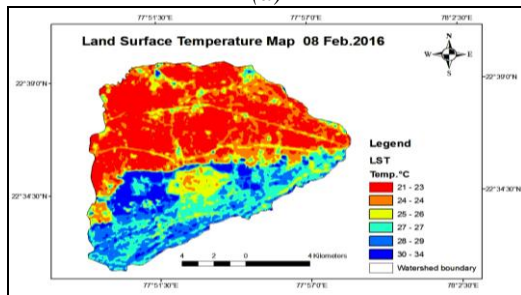 Land Surface Temperature Map 08 Feb.2016
77°51'30"E 77°57'0"E 78°2'30"E
N
W E
S
22°39'0"N 22°39'0"N
22°34'30"N 22°34'30"N
Legend
LST
Temp.°C
21 - 23
24 - 24
25 - 26
27 - 27
28 - 29
30 - 34
Watershed boundary
4 2 0 4 Kilometers
77°51'30"E 77°57'0"E 78°2'30"E